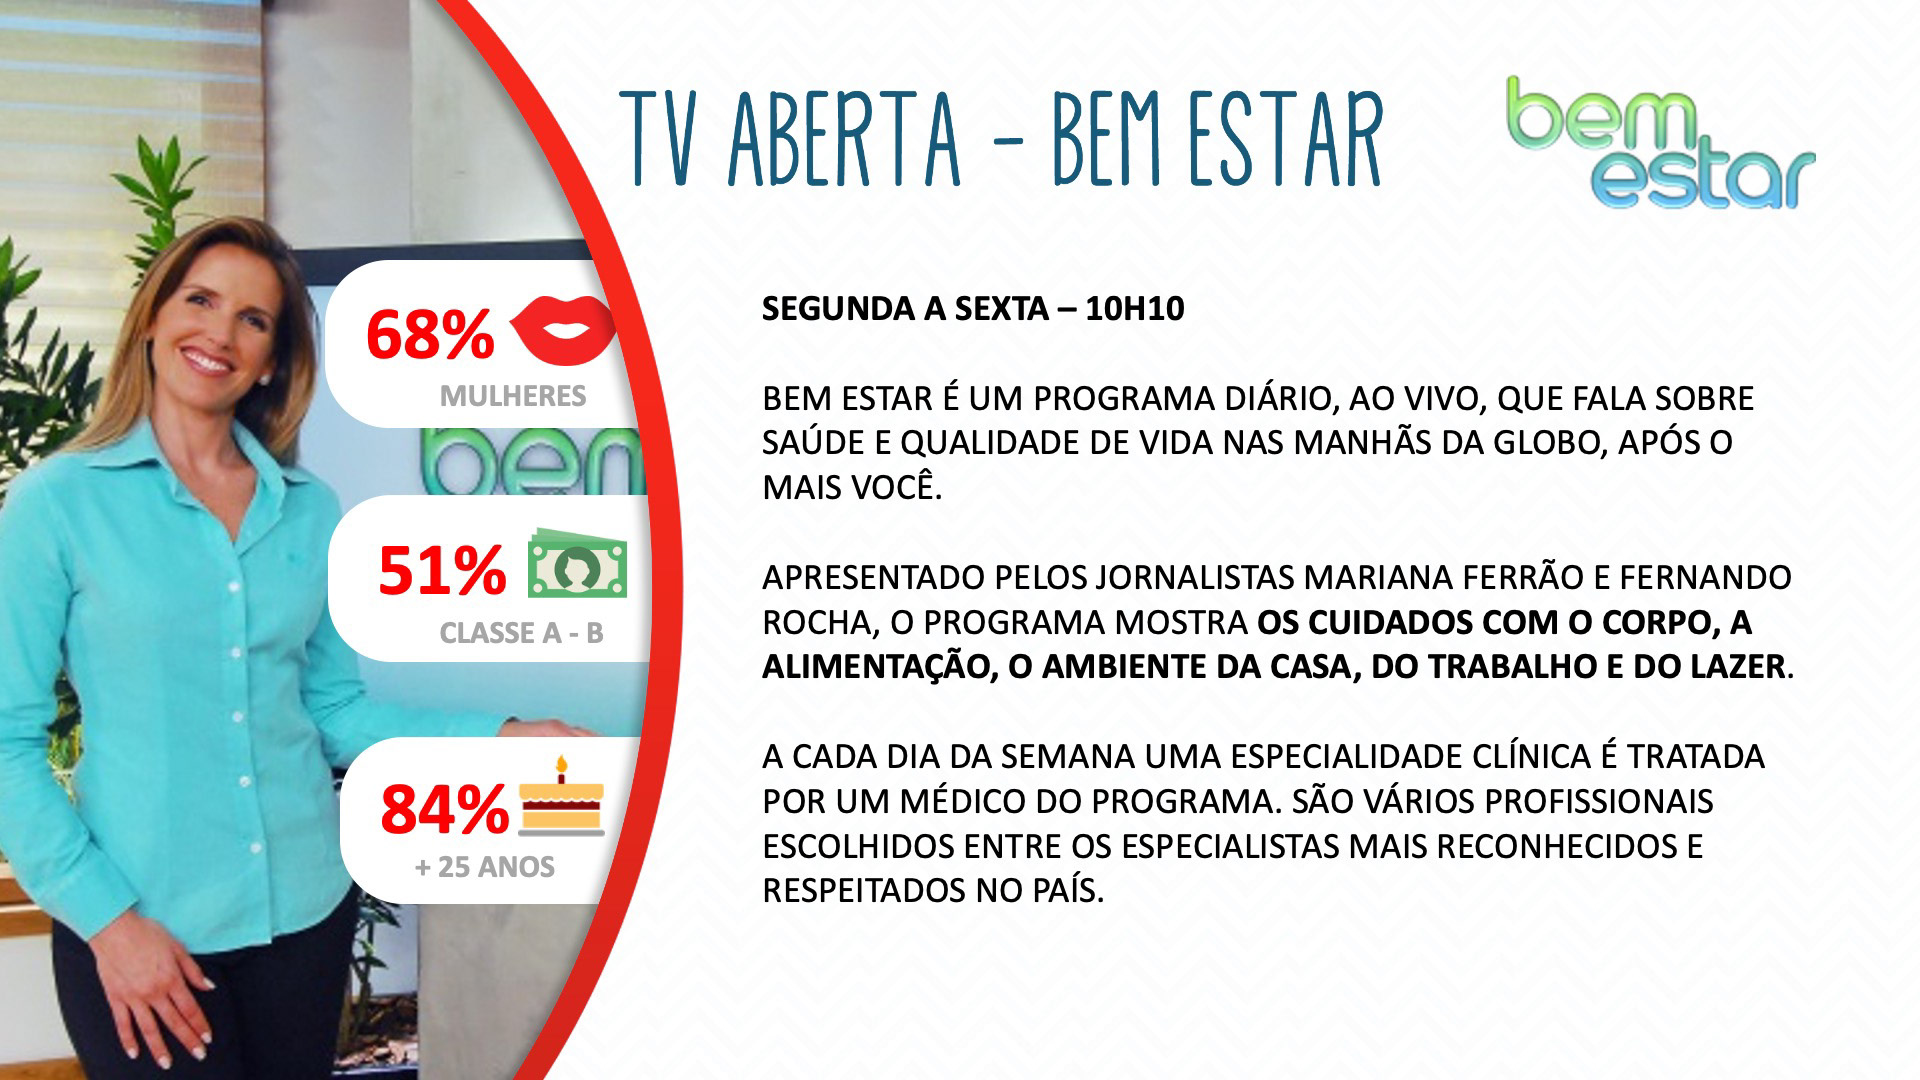 TV ABERTA - BEM ESTAR
bem
estar
68%
MULHERES
bem
51%
CLASSE A - B
84%
+ 25 ANOS
SEGUNDA A SEXTA – 10H10
BEM ESTAR É UM PROGRAMA DIÁRIO, AO VIVO, QUE FALA SOBRE
SAÚDE E QUALIDADE DE VIDA NAS MANHÃS DA GLOBO, APÓS O
MAIS VOCÊ.
APRESENTADO PELOS JORNALISTAS MARIANA FERRÃO E FERNANDO
ROCHA, O PROGRAMA MOSTRA OS CUIDADOS COM O CORPO, A
ALIMENTAÇÃO, O AMBIENTE DA CASA, DO TRABALHO E DO LAZER.
A CADA DIA DA SEMANA UMA ESPECIALIDADE CLÍNICA É TRATADA
POR UM MÉDICO DO PROGRAMA. SÃO VÁRIOS PROFISSIONAIS
ESCOLHIDOS ENTRE OS ESPECIALISTAS MAIS RECONHECIDOS E
RESPEITADOS NO PAÍS.